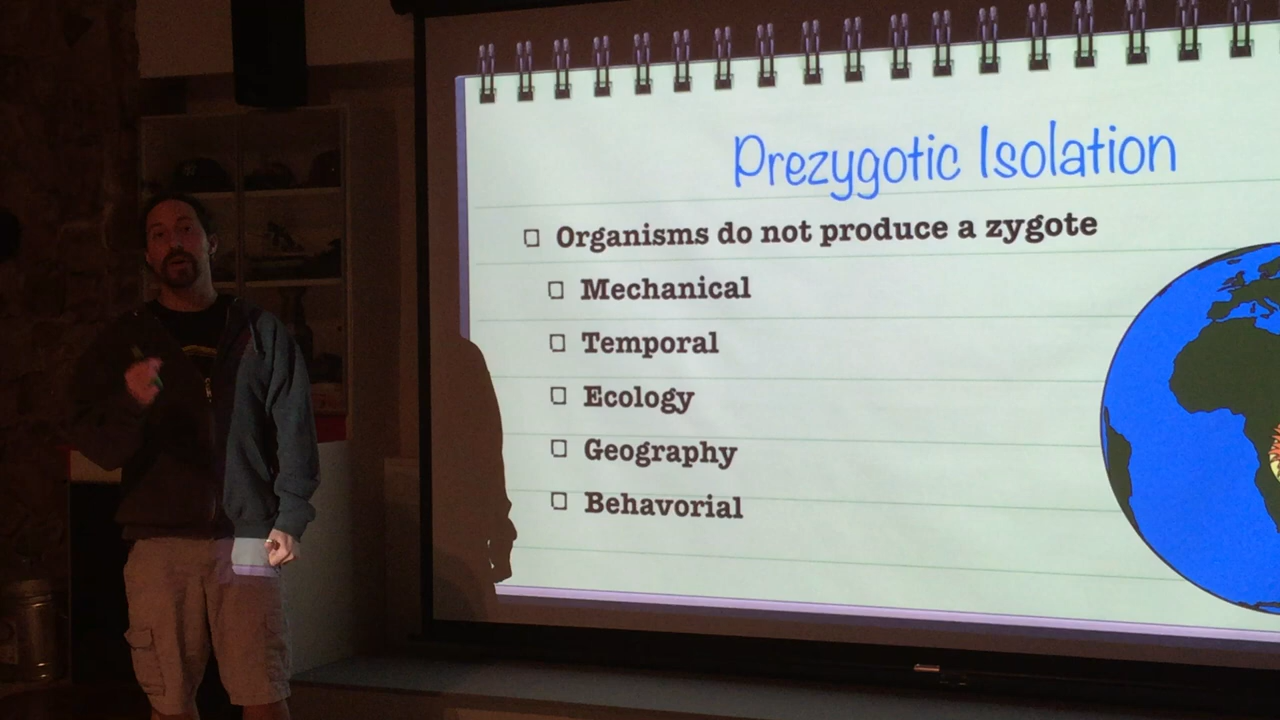 Prezygotic Isolation
Organisms do not produce a zygote
Mechanical
Temporal
Ecology
Geography
Behavorial